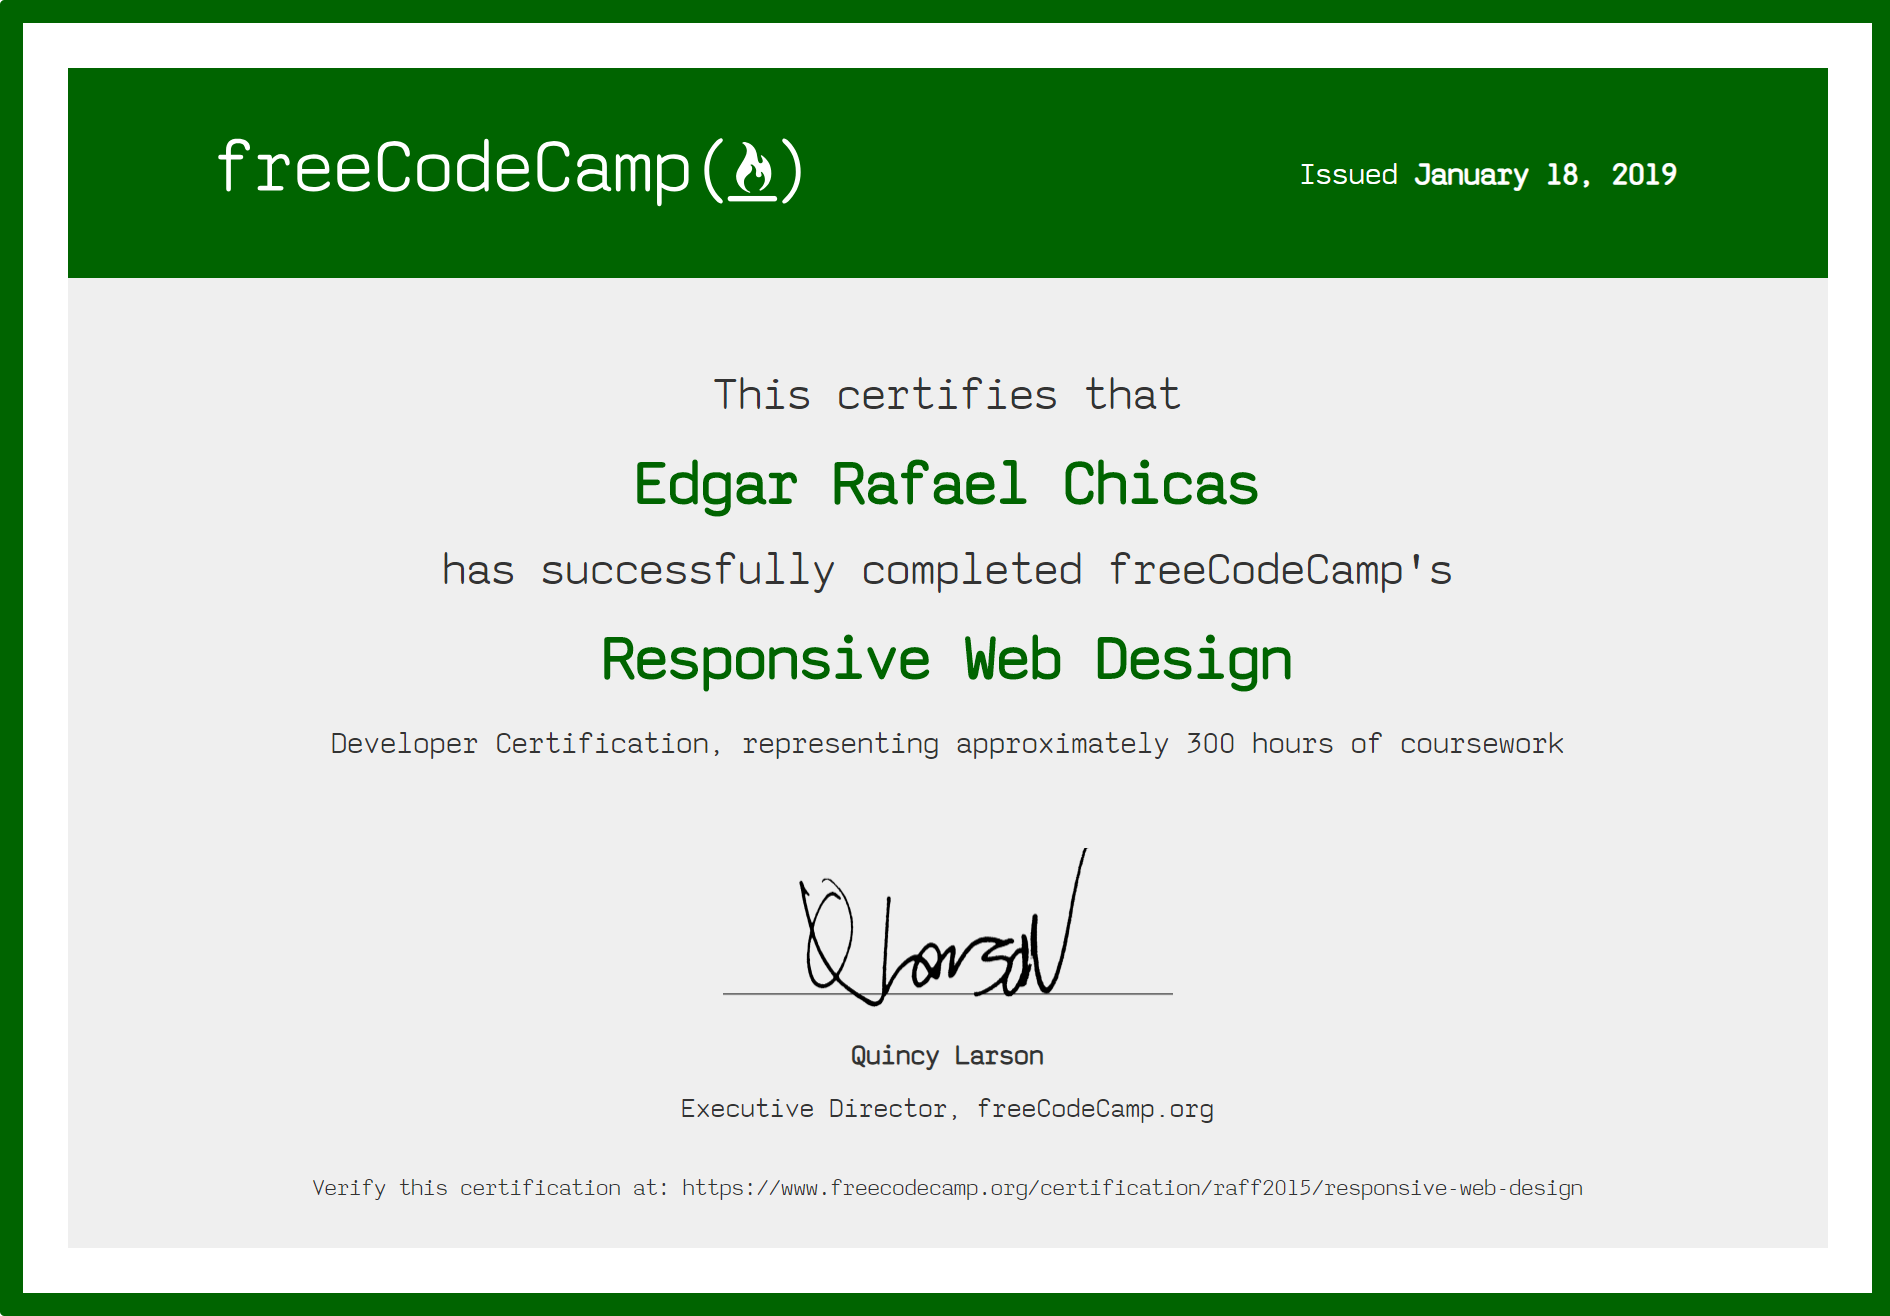 freeCodeCamp(🔥)
Issued January 18, 2019
This certifies that
Edgar Rafael Chicas
has successfully completed freeCodeCamp's
Responsive Web Design
Developer Certification, representing approximately 300 hours of coursework
Q Larson
Quincy Larson
Executive Director, freeCodeCamp.org
Verify this certification at: https://www.freecodecamp.org/certification/raff2015/responsive-web-design